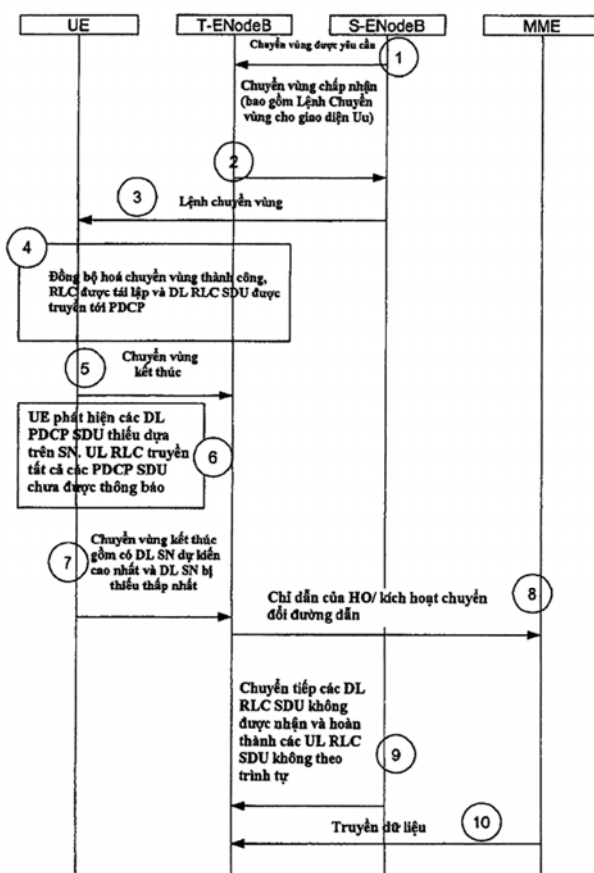 UE
T-ENodeB
S-ENodeB
MME
Chuyển vùng được yêu cầu
1
Chuyển vùng chấp nhận
(bao gồm Lệnh Chuyển
vùng cho giao diện Uu)
2
3
Lệnh chuyển vùng
4
Đồng bộ hoá chuyển vùng thành công,
RLC được tái lập và DL RLC SDU được
truyền tới PDCP
5
Chuyển vùng
kết thúc
UE phát hiện các DL
PDCP SDU thiếu dựa
trên SN. UL RLC truyền
tất cả các PDCP SDU
chưa được thông báo
6
7
Chuyển vùng kết thúc
gồm có DL SN dự kiến
cao nhất và DL SN bị
thiếu thấp nhất
8
Chỉ dẫn của HO/ kích hoạt chuyển
đổi đường dẫn
Chuyển tiếp các DL
RLC SDU không
được nhận và hoàn
thành các UL RLC
SDU không theo
trình tự
9
Truyền dữ liệu
10